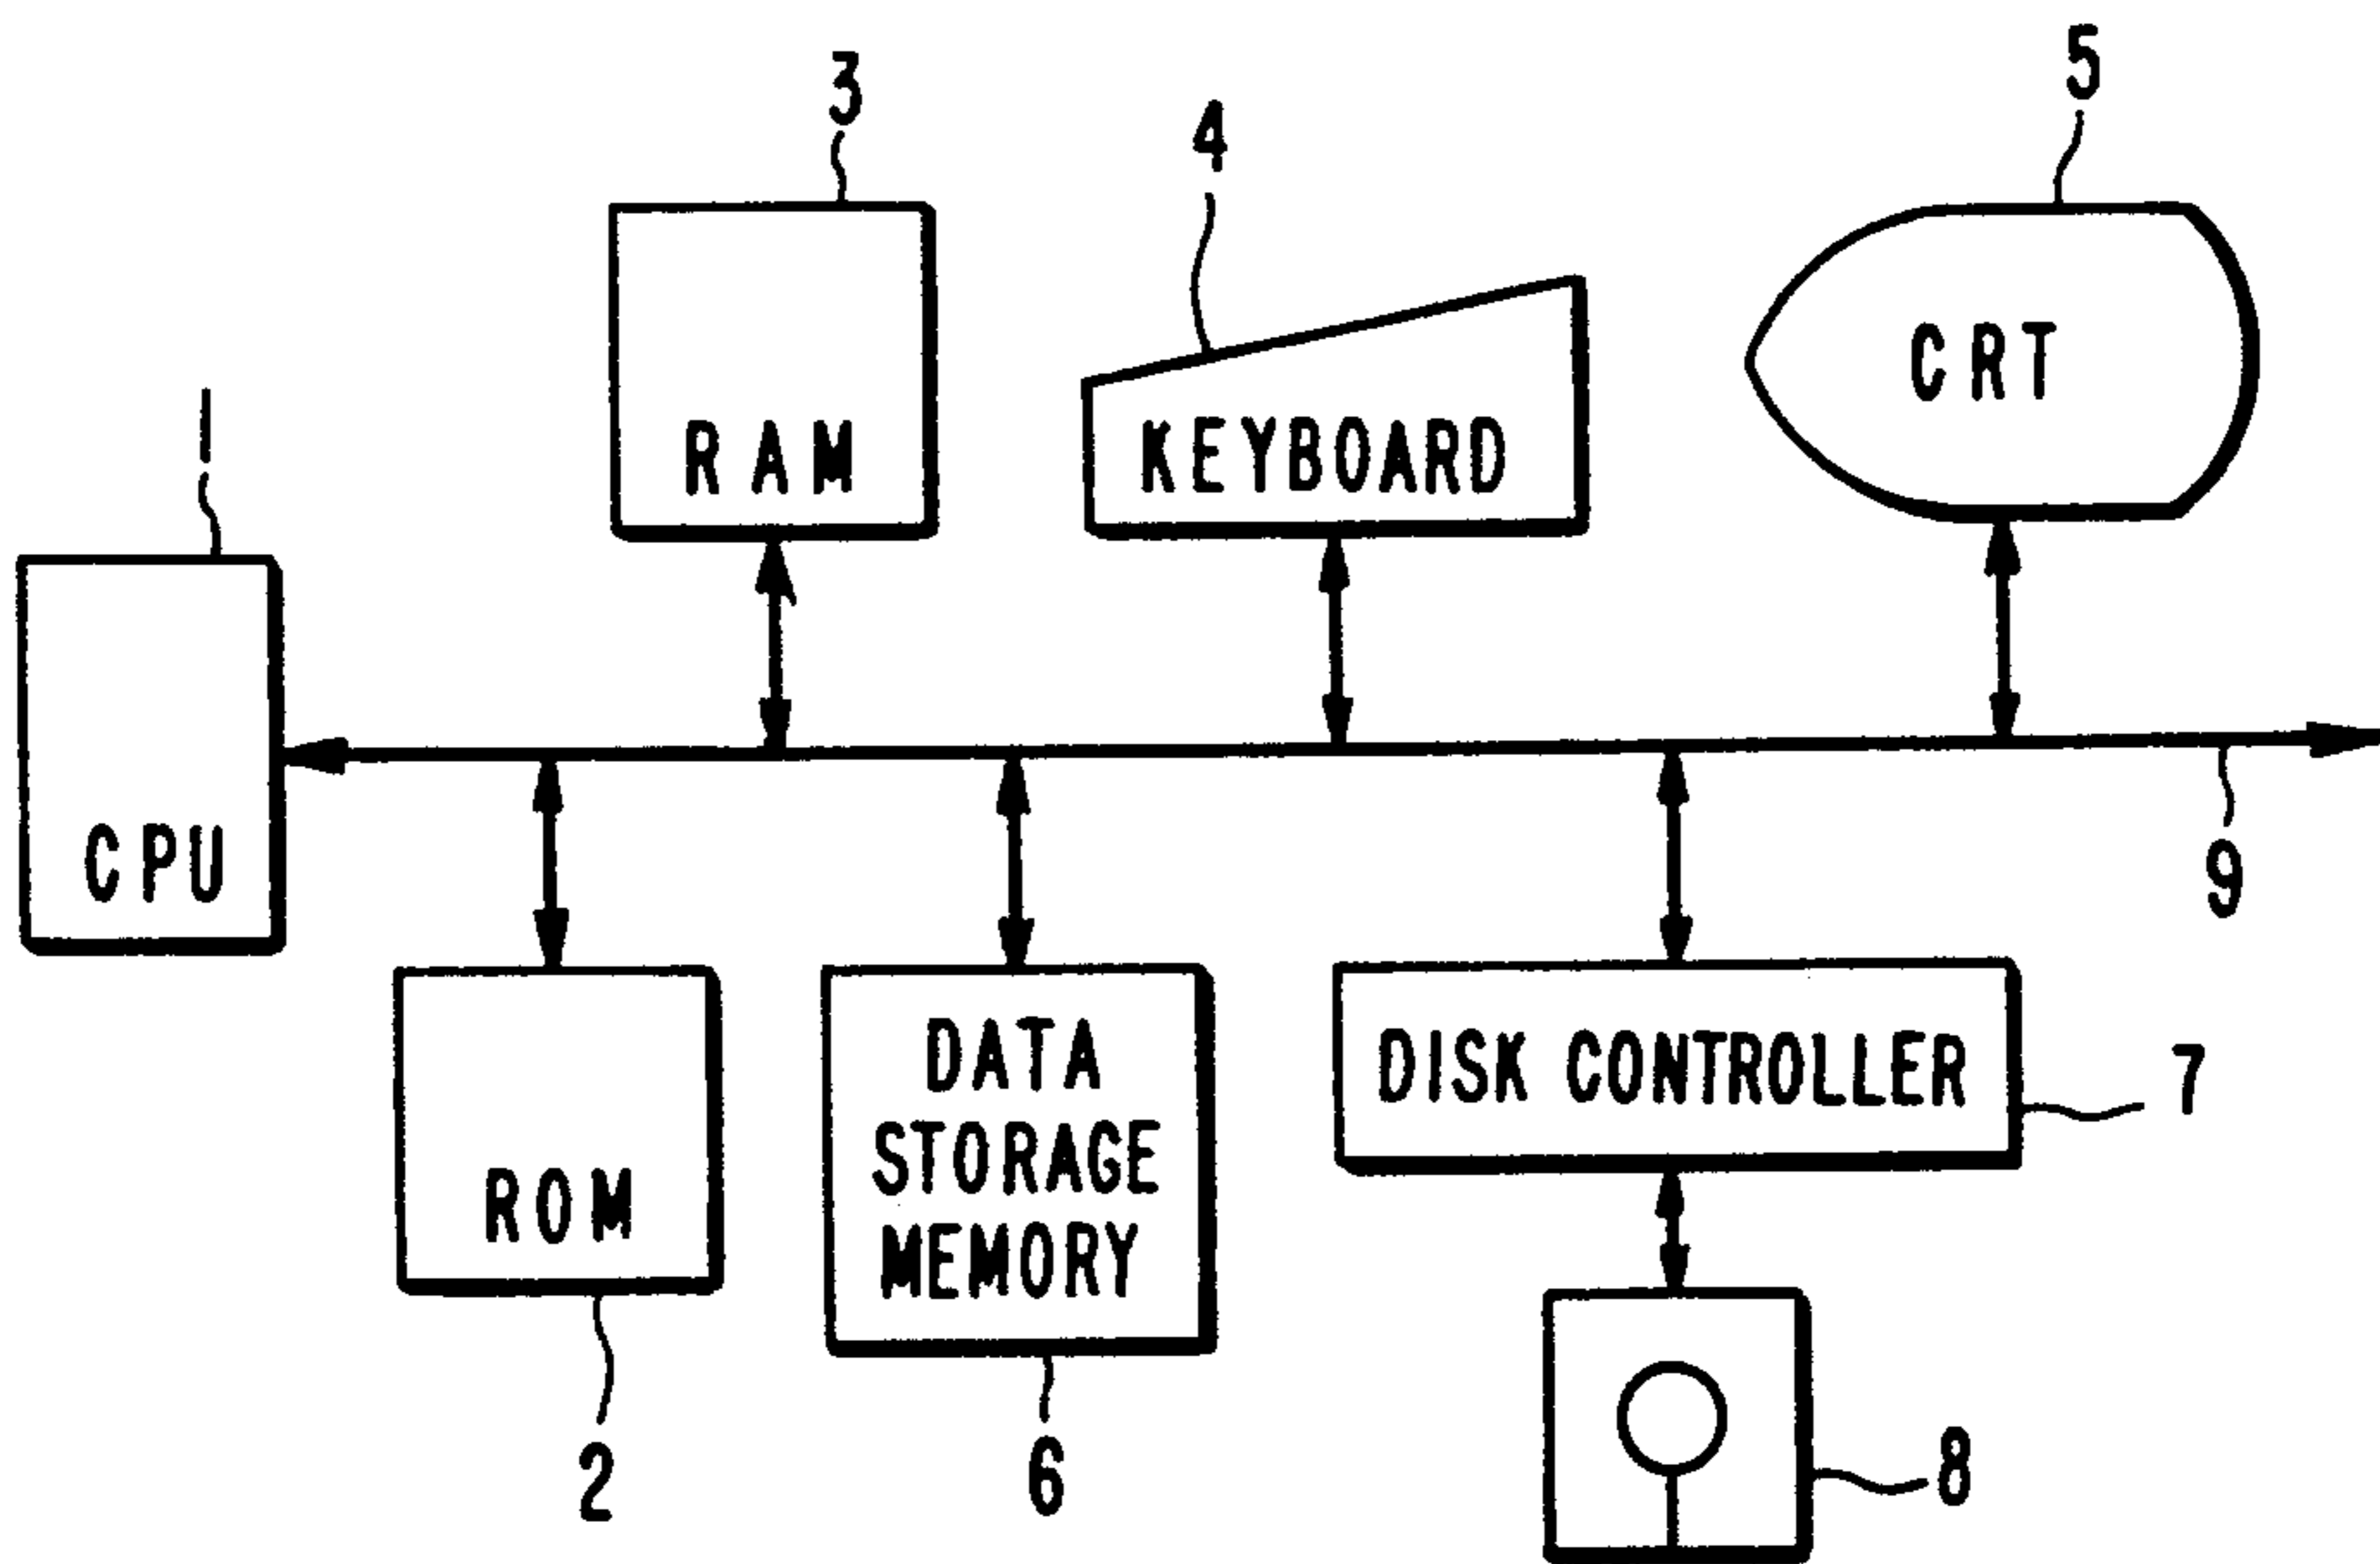 3
5
4
1
RAM
KEYBOARD
CRT
CPU
9
DATA
STORAGE
MEMORY
DISK CONTROLLER
7
ROM
2
6
8